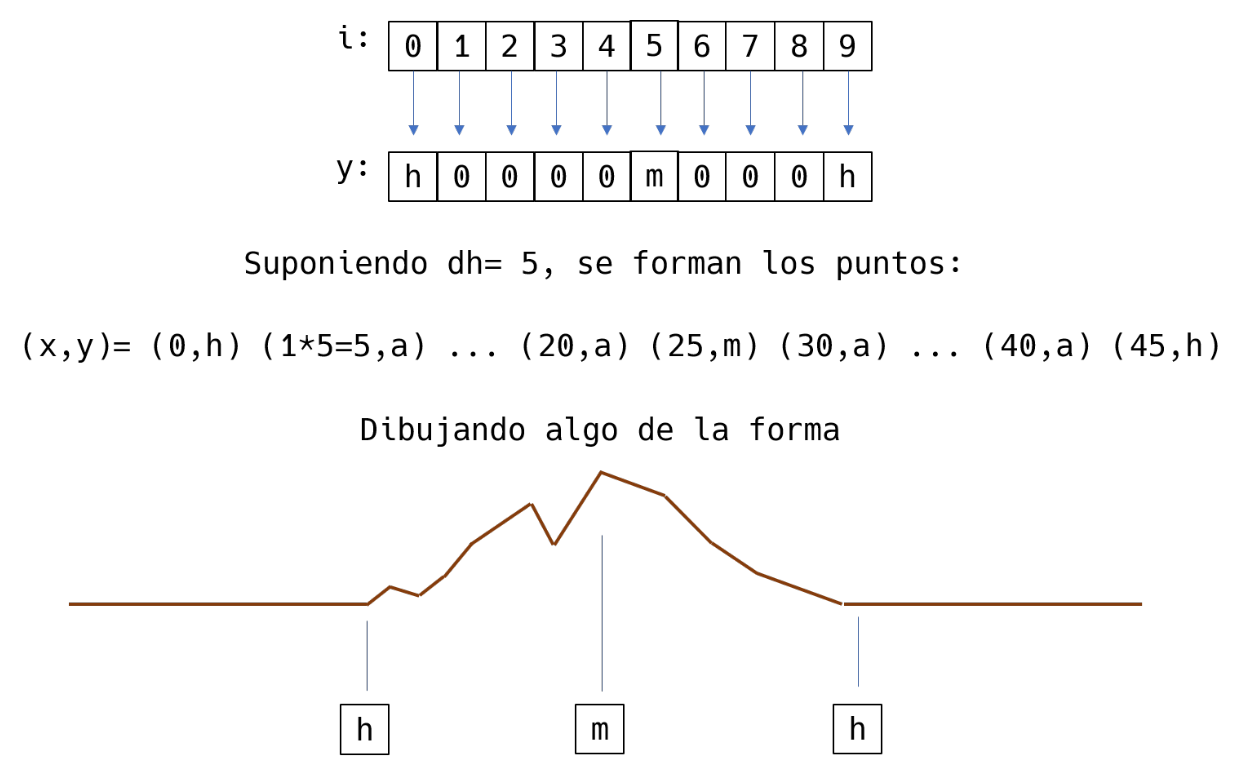 i: 0 1 2 3 4 5 6 7 8 9
y: h 0 0 0 0 m 0 0 0 h
Suponiendo dh= 5, se forman los puntos:
(x,y)= (0,h) (1*5=5,a) ... (20,a) (25,m) (30,a) ... (40,a) (45,h)
Dibujando algo de la forma
h m h